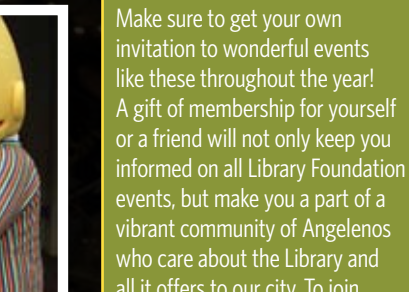 Make sure to get your own
invitation to wonderful events
like these throughout the year!
A gift of membership for yourself
or a friend will not only keep you
informed on all Library Foundation
events, but make you a part of a
vibrant community of Angelenos
who care about the Library and
all it offers to our city. To join